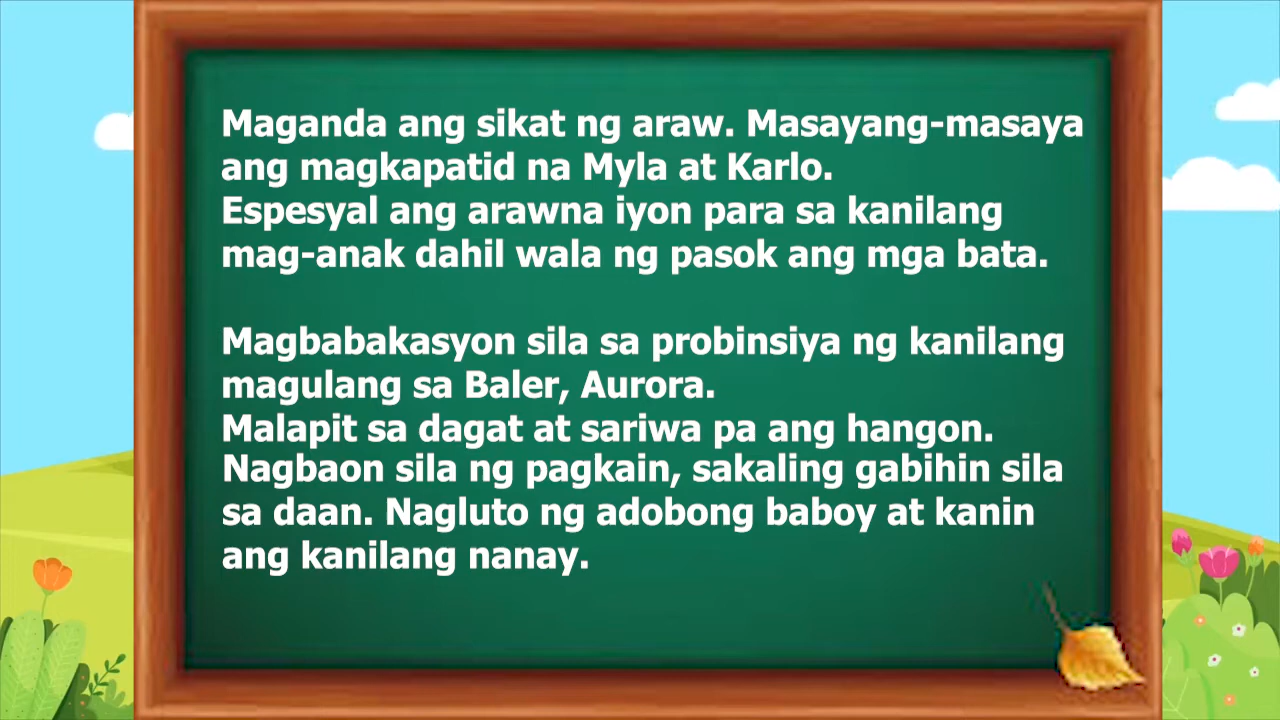 Maganda ang sikat ng araw. Masayang-masaya
ang magkapatid na Myla at Karlo.
Espesyal ang arawna iyon para sa kanilang
mag-anak dahil wala ng pasok ang mga bata.
Magbabakasyon sila sa probinsiya ng kanilang
magulang sa Baler, Aurora.
Malapit sa dagat at sariwa pa ang hangon.
Nagbaon sila ng pagkain, sakaling gabihin sila
sa daan. Nagluto ng adobong baboy at kanin
ang kanilang nanay.